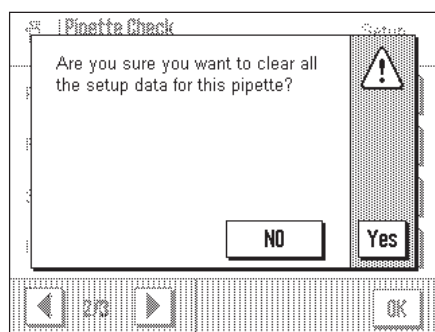 Pipette Check
Setup
Are you sure you want to clear all
the setup data for this pipette?
NO
Yes
2/3
OK